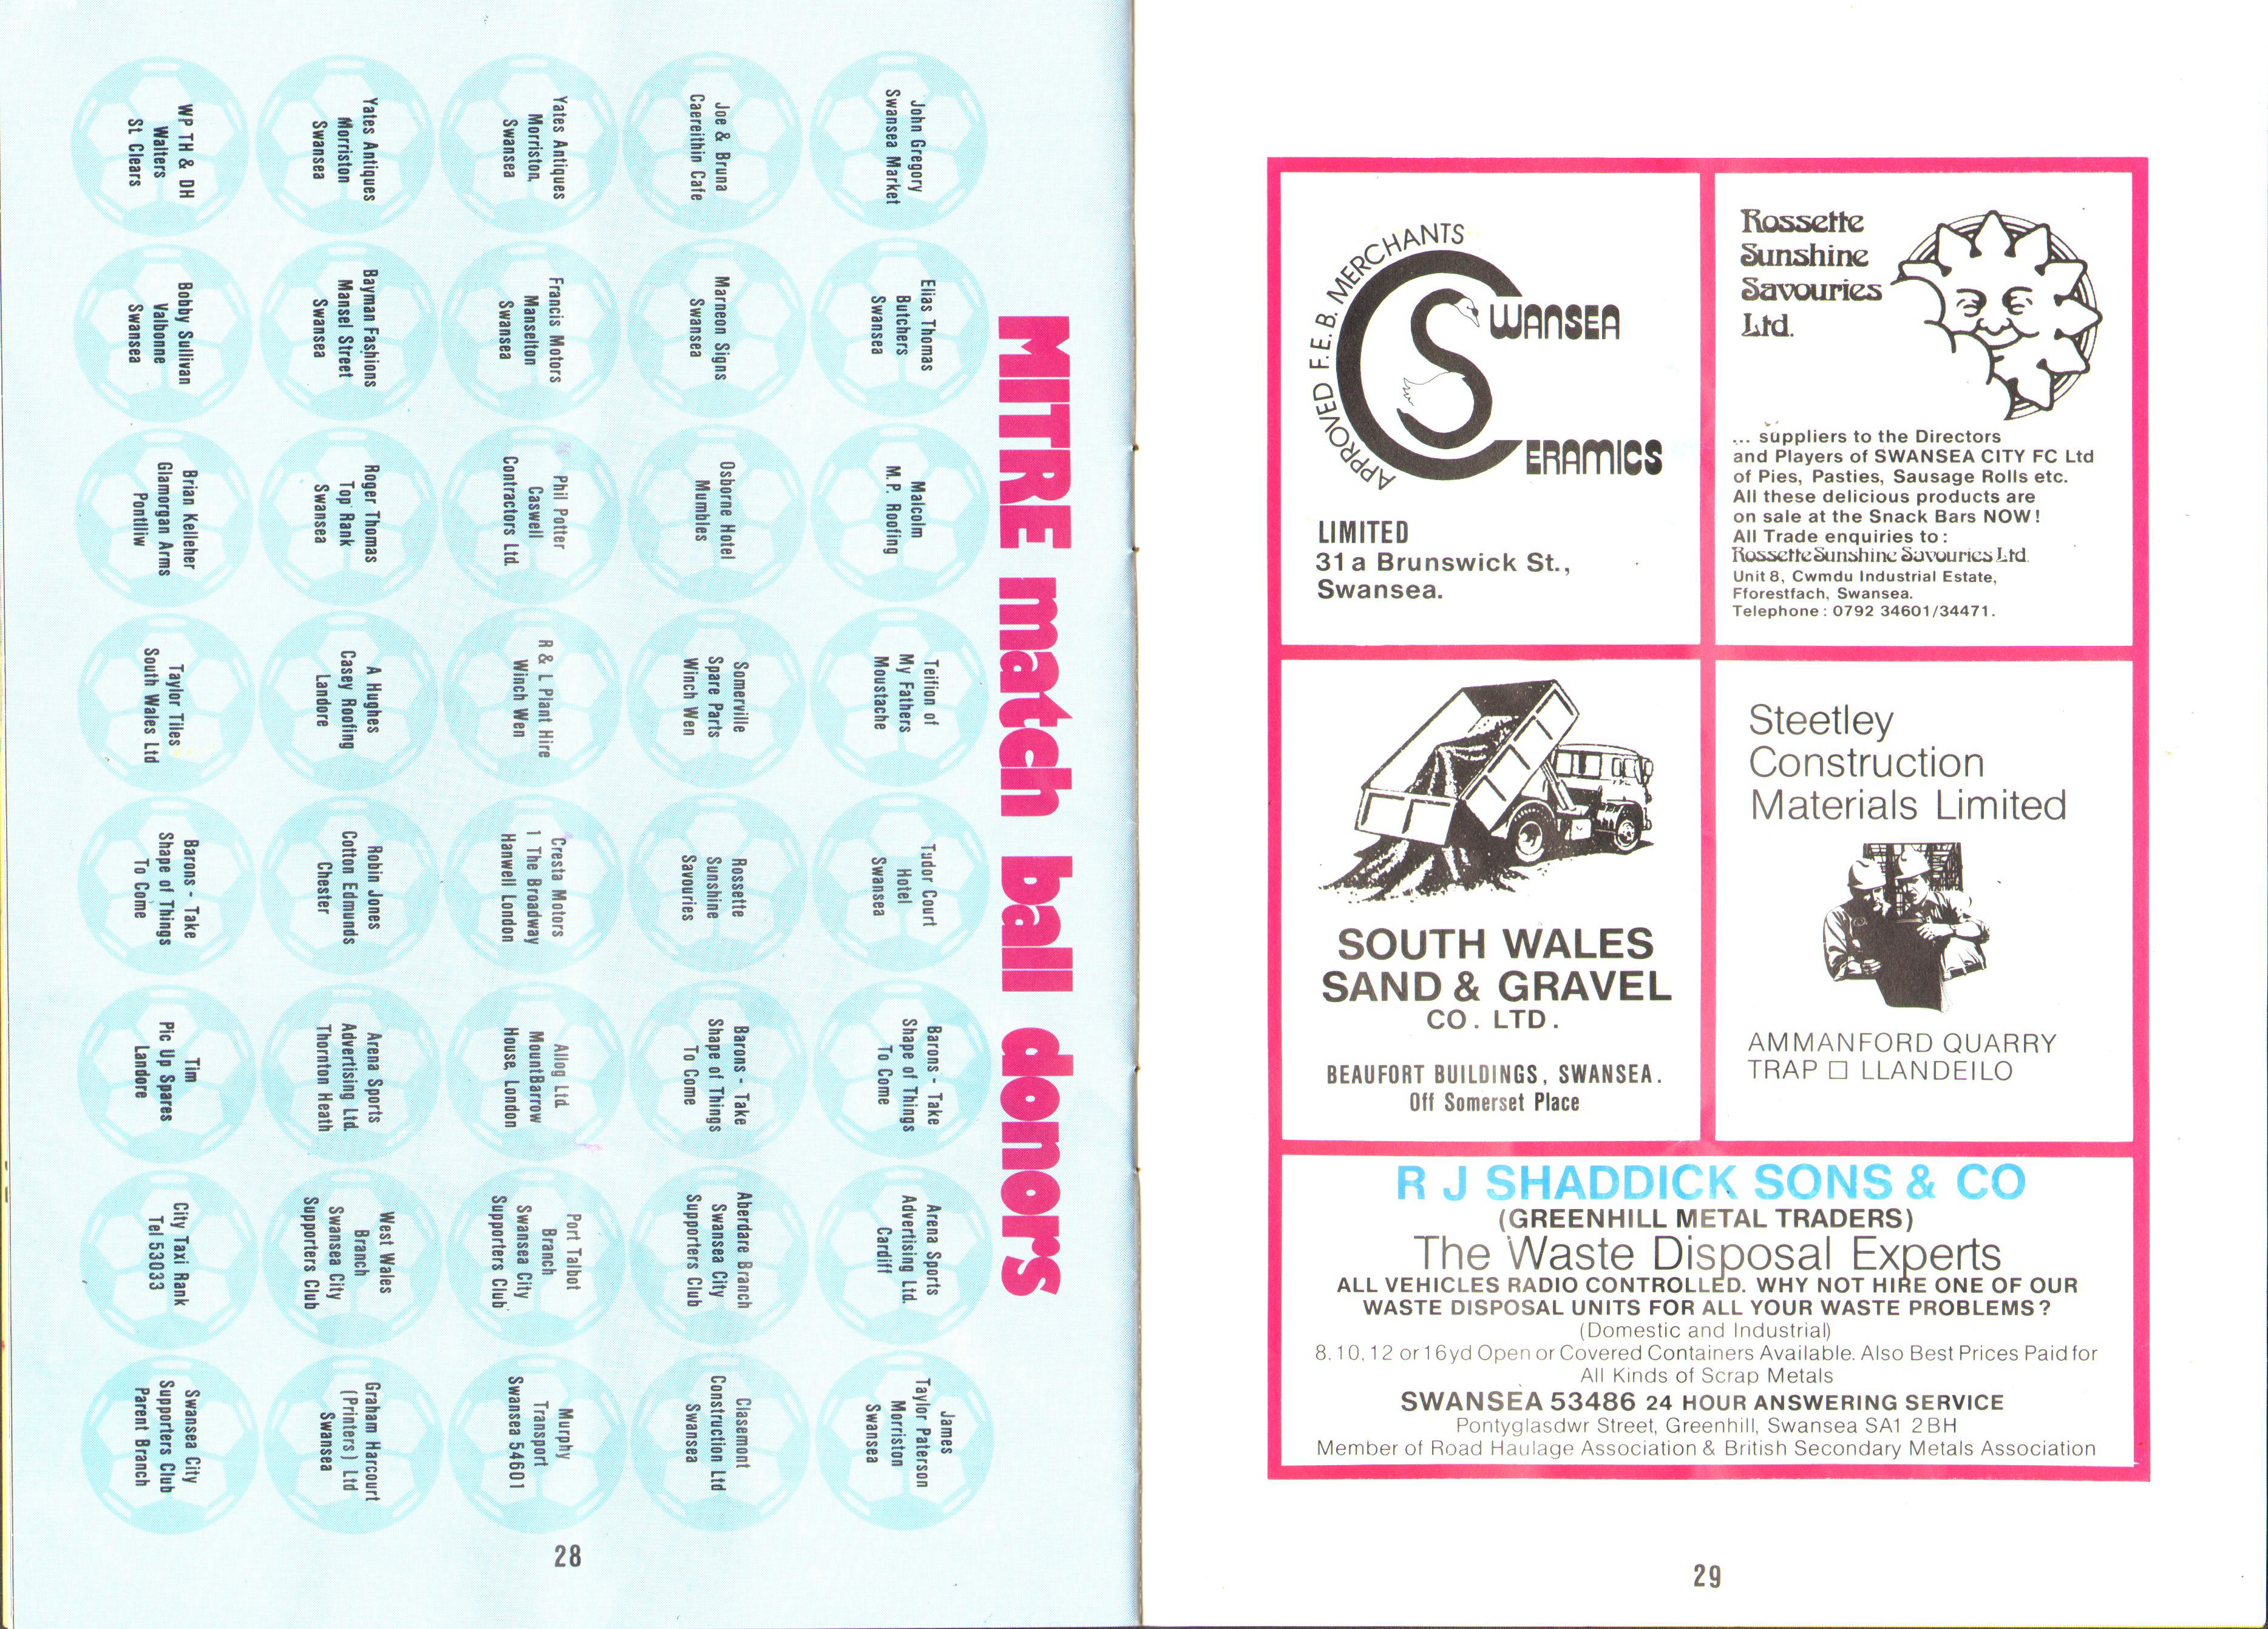 MITRE match ball donors
John Gregory
Swansea Market
Elias Thomas
Butchers
Swansea
Malcolm
M.P. Roofing
Teifion of
My Fathers
Moustache
Tudor Court
Hotel
Swansea
Barons - Take
Shape of Things
To Come
Arena Sports
Advertising Ltd.
Cardiff
James
Taylor Paterson
Morriston
Swansea
Joe & Bruna
Caereithin Cafe
Marneon Signs
Swansea
Osborne Hotel
Mumbles
Somerville
Spare Parts
Winch Wen
Rossette
Sunshine
Savouries
Barons - Take
Shape of Things
To Come
Aberdare Branch
Swansea City
Supporters Club
Clasemont
Construction Ltd
Swansea
Yates Antiques
Morriston,
Swansea
Francis Motors
Manselton
Swansea
Phil Potter
Caswell
Contractors Ltd.
R & L Plant Hire
Winch Wen
Cresta Motors
1 The Broadway
Hanwell London
Allog Ltd.
MountBarrow
House, London
Port Talbot
Branch
Swansea City
Supporters Club
Murphy
Transport
Swansea 54601
Yates Antiques
Morriston
Swansea
Bayman Fashions
Mansel Street
Swansea
Roger Thomas
Top Rank
Swansea
A Hughes
Casey Roofing
Landore
Robin Jones
Cotton Edmunds
Chester
Arena Sports
Advertising Ltd.
Thornton Heath
West Wales
Branch
Swansea City
Supporters Club
Graham Harcourt
(Printers) Ltd
Swansea
WP TH & DH
Walters
St. Clears
Bobby Sullivan
Valbonne
Swansea
Brian Kelleher
Glamorgan Arms
Pontlliw
Taylor Tiles
South Wales Ltd
Barons - Take
Shape of Things
To Come
Tim
Pic Up Spares
Landore
City Taxi Rank
Tel 53033
Swansea City
Supporters Club
Parent Branch
28
APPROVED F.E.B. MERCHANTS
SWANSEA
CERAMICS
LIMITED
31a Brunswick St.,
Swansea.
Rossette
Sunshine
Savouries
Ltd.
... suppliers to the Directors
and Players of SWANSEA CITY FC Ltd
of Pies, Pasties, Sausage Rolls etc.
All these delicious products are
on sale at the Snack Bars NOW!
All Trade enquiries to:
Rossette Sunshine Savouries Ltd.
Unit 8, Cwmdu Industrial Estate,
Fforestfach, Swansea.
Telephone: 0792 34601/34471.
SOUTH WALES
SAND & GRAVEL
CO. LTD.
BEAUFORT BUILDINGS, SWANSEA.
Off Somerset Place
Steetley
Construction
Materials Limited
AMMANFORD QUARRY
TRAP □ LLANDEILO
R J SHADDICK SONS & CO
(GREENHILL METAL TRADERS)
The Waste Disposal Experts
ALL VEHICLES RADIO CONTROLLED. WHY NOT HIRE ONE OF OUR
WASTE DISPOSAL UNITS FOR ALL YOUR WASTE PROBLEMS?
(Domestic and Industrial)
8, 10, 12 or 16yd Open or Covered Containers Available. Also Best Prices Paid for
All Kinds of Scrap Metals
SWANSEA 53486 24 HOUR ANSWERING SERVICE
Pontyglasdwr Street, Greenhill, Swansea SA1 2BH
Member of Road Haulage Association & British Secondary Metals Association
29